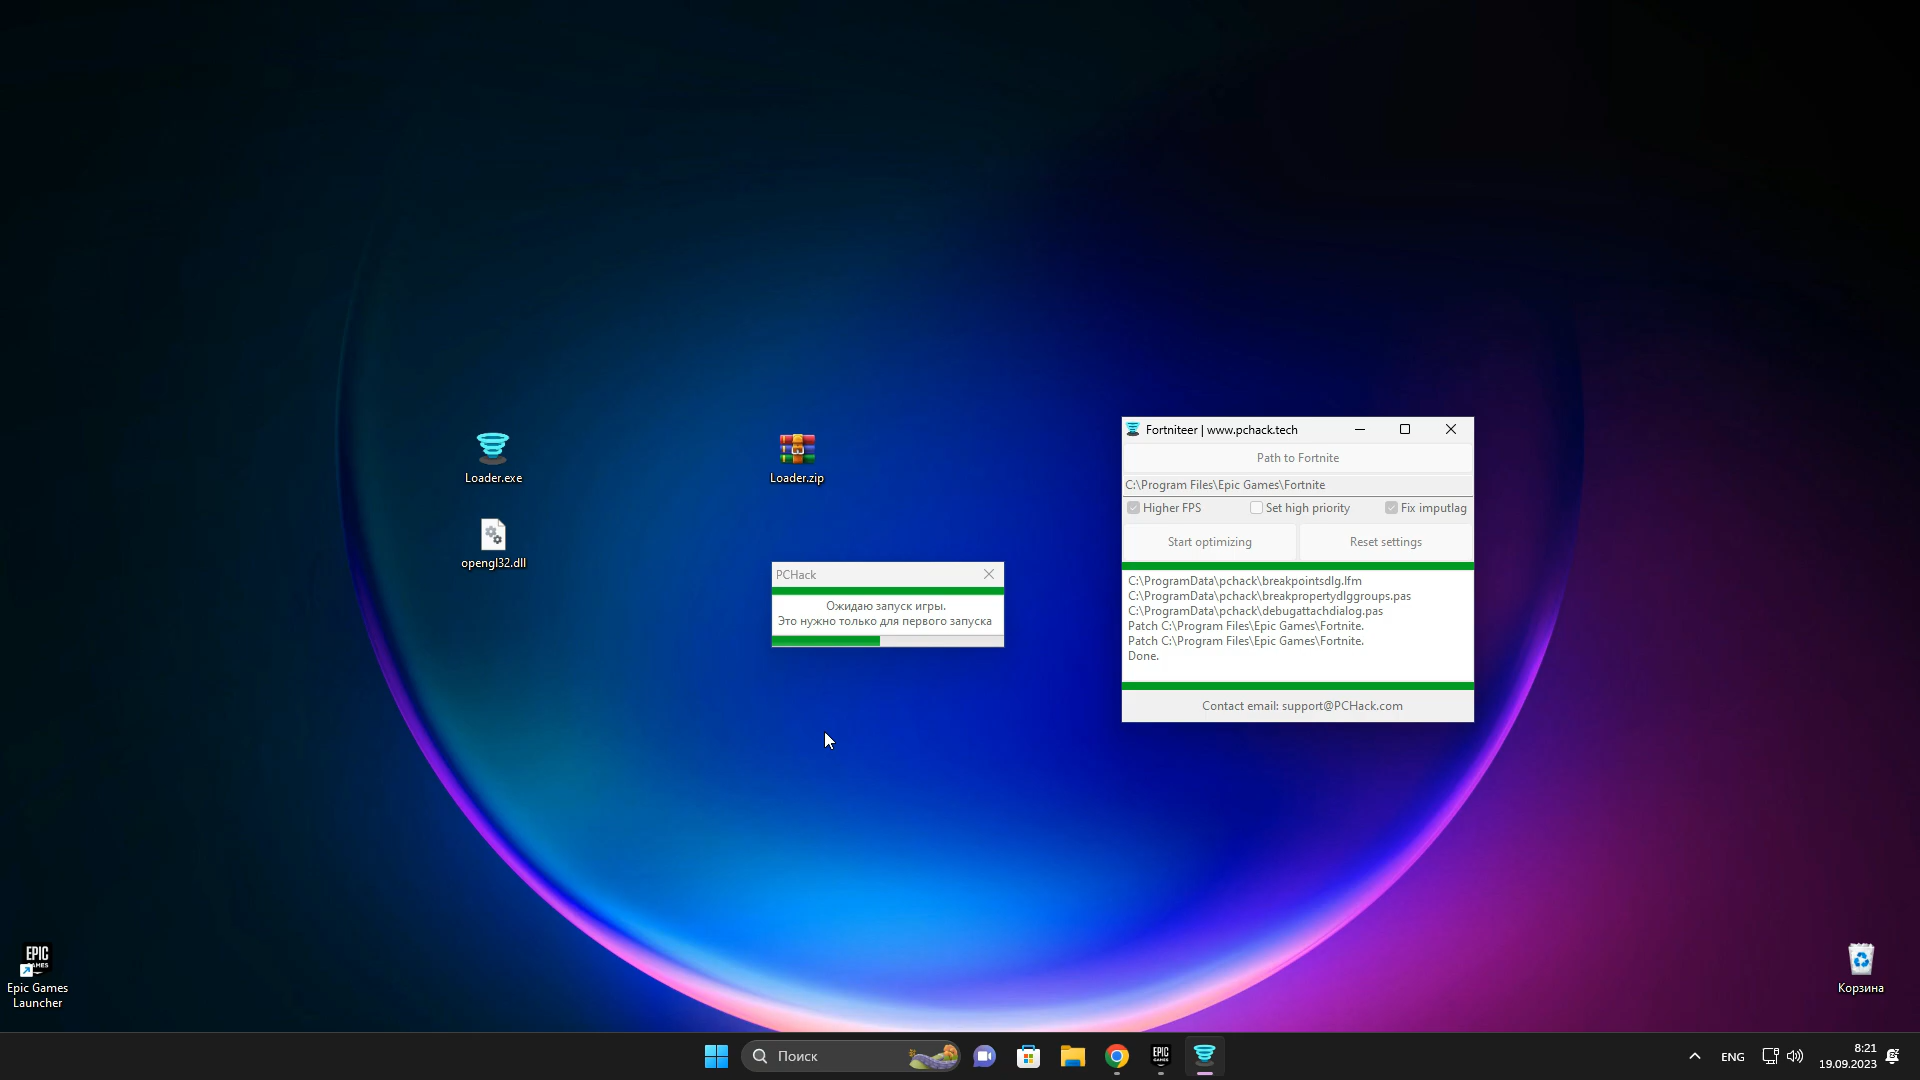 Loader.exe
opengl32.dll
Loader.zip
PCHack
Ожидаю запуск игры.
Это нужно только для первого запуска
Fortniteer | www.pchack.tech
Path to Fortnite
C:\Program Files\Epic Games\Fortnite
Higher FPS
Set high priority
Fix imputlag
Start optimizing
Reset settings
C:\ProgramData\pchack\breakpointsdlg.lfm
C:\ProgramData\pchack\breakpropertydlggroups.pas
C:\ProgramData\pchack\debugattachdialog.pas
Patch C:\Program Files\Epic Games\Fortnite.
Patch C:\Program Files\Epic Games\Fortnite.
Done.
Contact email: support@PCHack.com
EPIC
GAMES
Epic Games
Launcher
Корзина
Поиск
EPIC
GAMES
ENG
8:21
19.09.2023